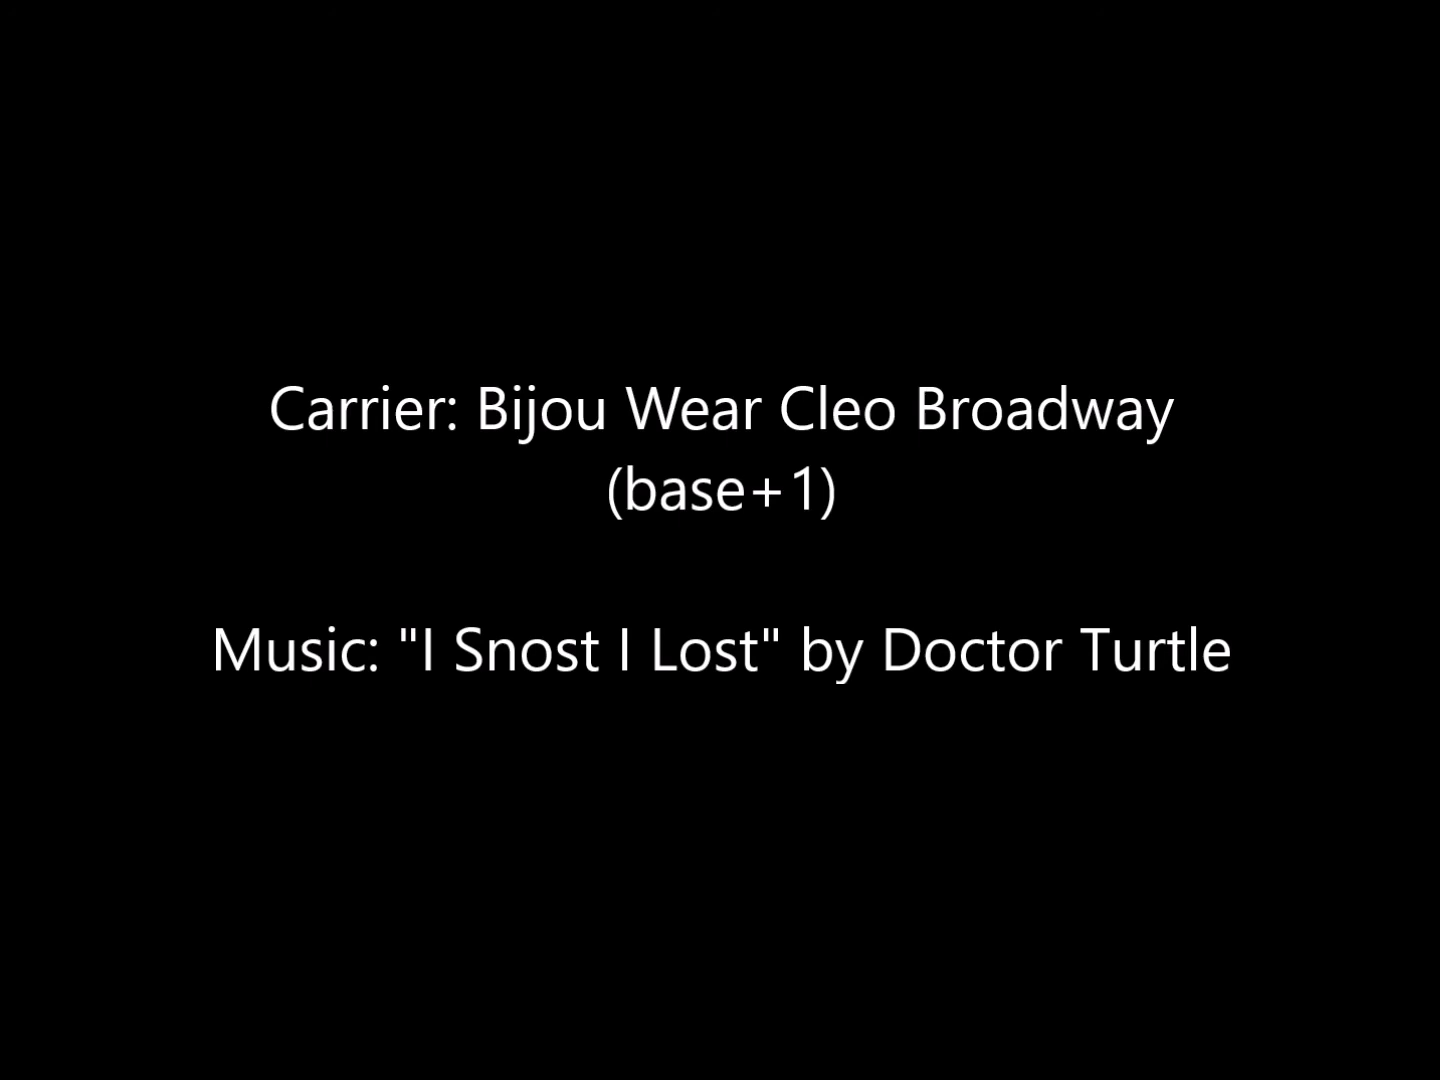 Carrier: Bijou Wear Cleo Broadway
(base+1)
Music: "I Snost I Lost" by Doctor Turtle